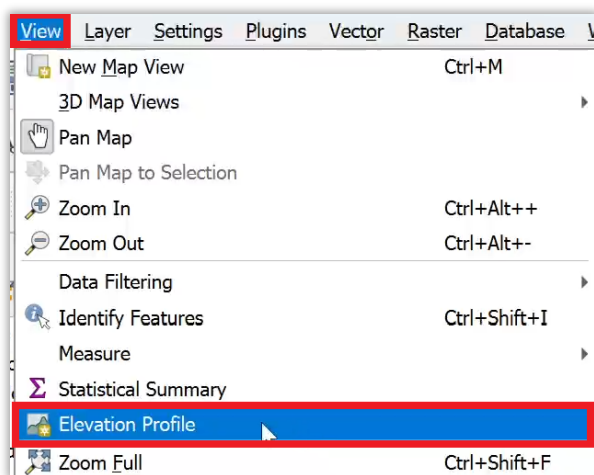 View Layer Settings Plugins Vector Raster Database
New Map View Ctrl+M
3D Map Views
Pan Map
Pan Map to Selection
Zoom In Ctrl+Alt++
Zoom Out Ctrl+Alt+-
Data Filtering
Identify Features Ctrl+Shift+I
Measure
Statistical Summary
Elevation Profile
Zoom Full Ctrl+Shift+F